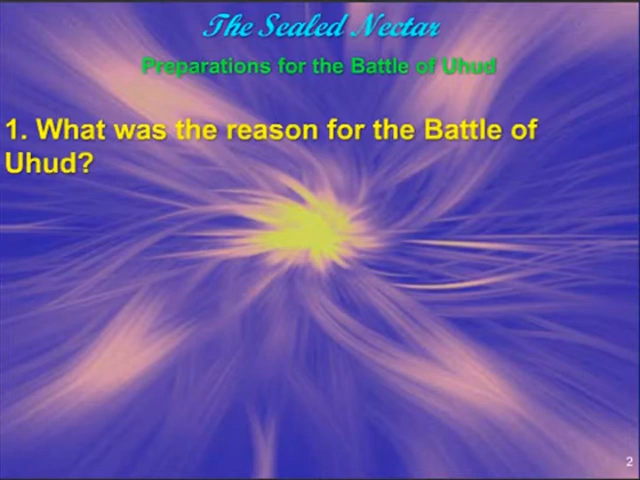 The Sealed Nectar
Preparations for the Battle of Uhud
1. What was the reason for the Battle of
Uhud?
2